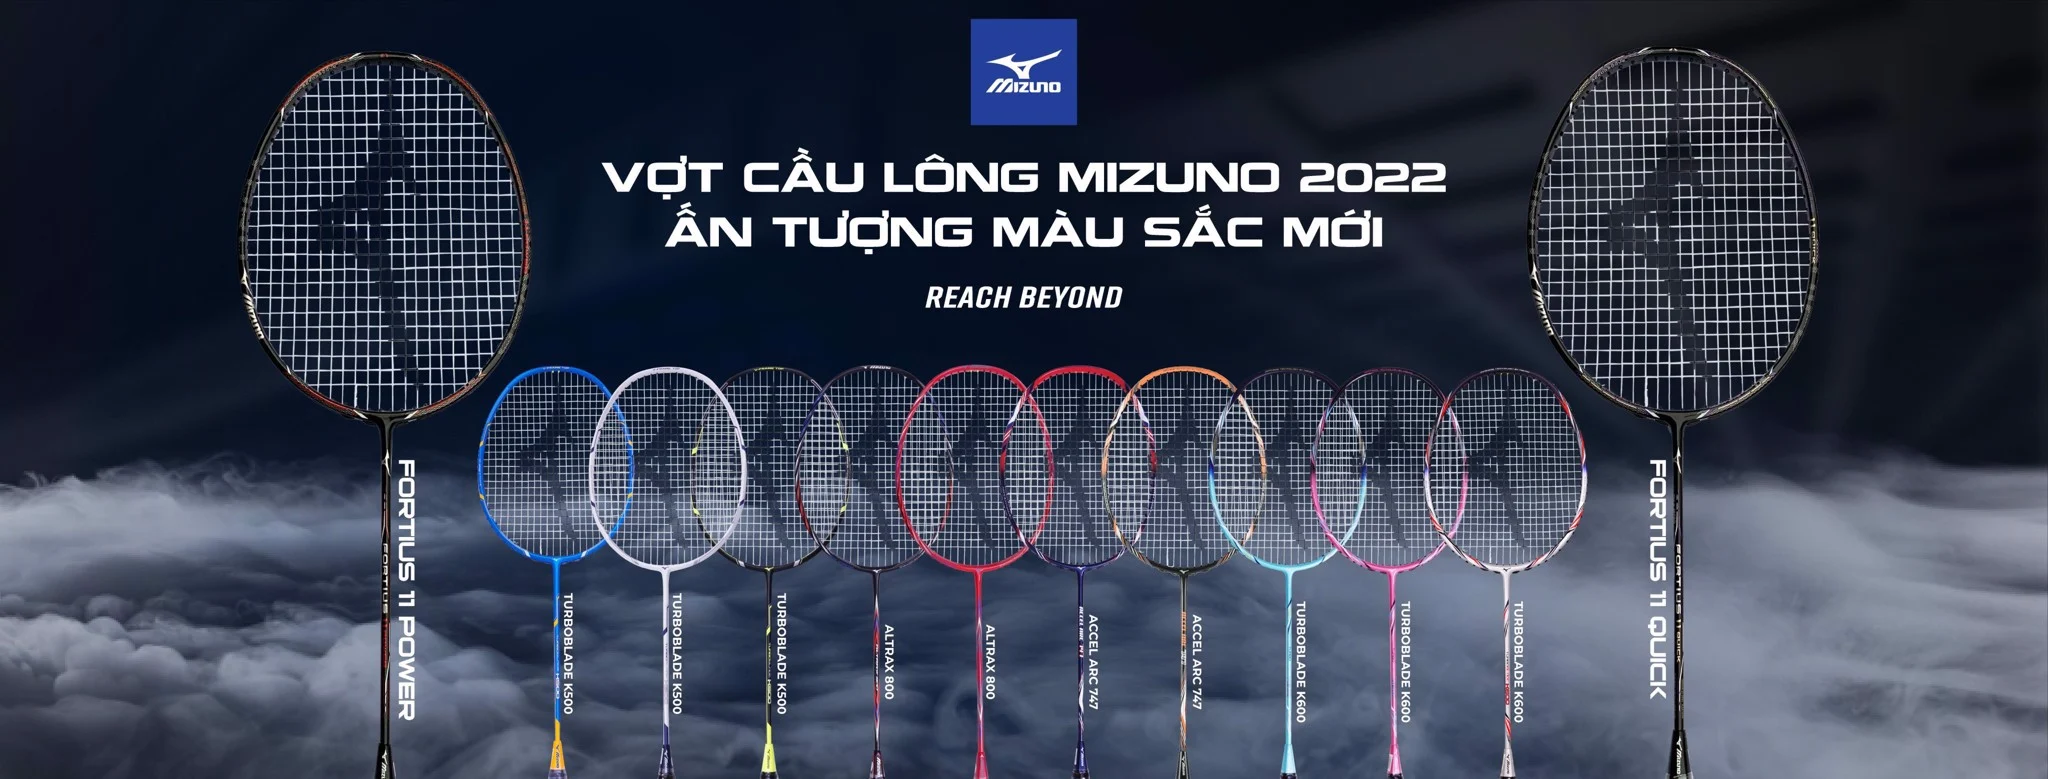 MIZUNO
VỢT CẦU LÔNG MIZUNO 2022
ẤN TƯỢNG MÀU SẮC MỚI
REACH BEYOND
FORTIUS 11 POWER
TURBOBLADE K500
TURBOBLADE K500
TURBOBLADE K500
ALTRAX 800
ALTRAX 800
ACCEL ARC 747
ACCEL ARC 747
TURBOBLADE K600
TURBOBLADE K600
TURBOBLADE K600
FORTIUS 11 QUICK